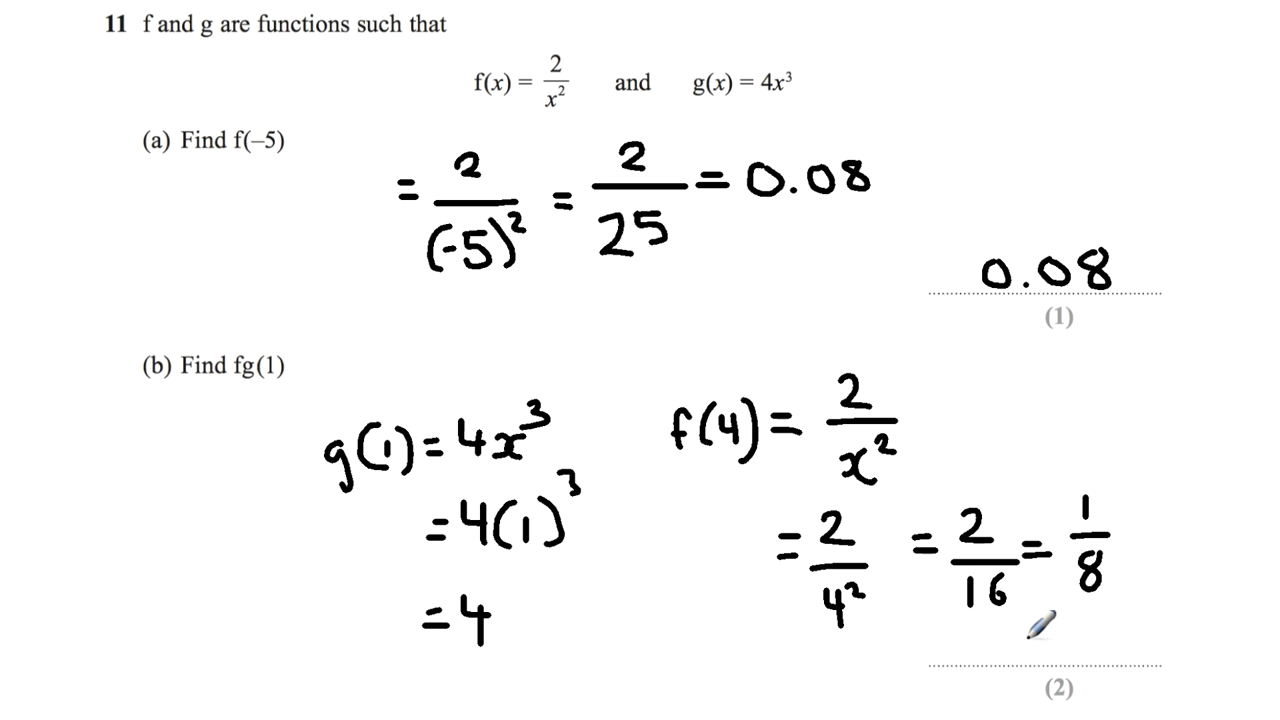 11 f and g are functions such that
f(x) = 2/x² and g(x) = 4x³
(a) Find f(–5)
= 2/(-5)² = 2/25 = 0.08
0.08
(1)
(b) Find fg(1)
g(1) = 4x³
= 4(1)³
= 4
f(4) = 2/x²
= 2/4² = 2/16 = 1/8
(2)